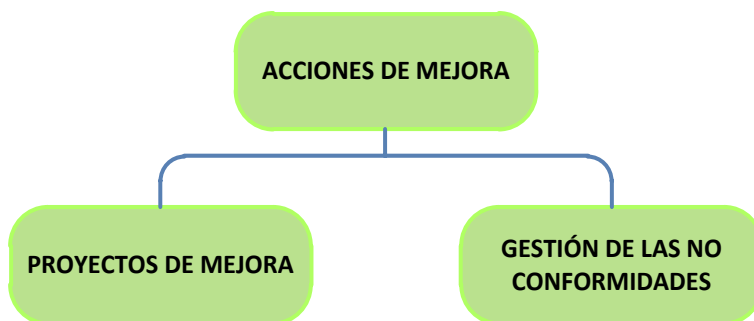 ACCIONES DE MEJORA
PROYECTOS DE MEJORA
GESTIÓN DE LAS NO
CONFORMIDADES